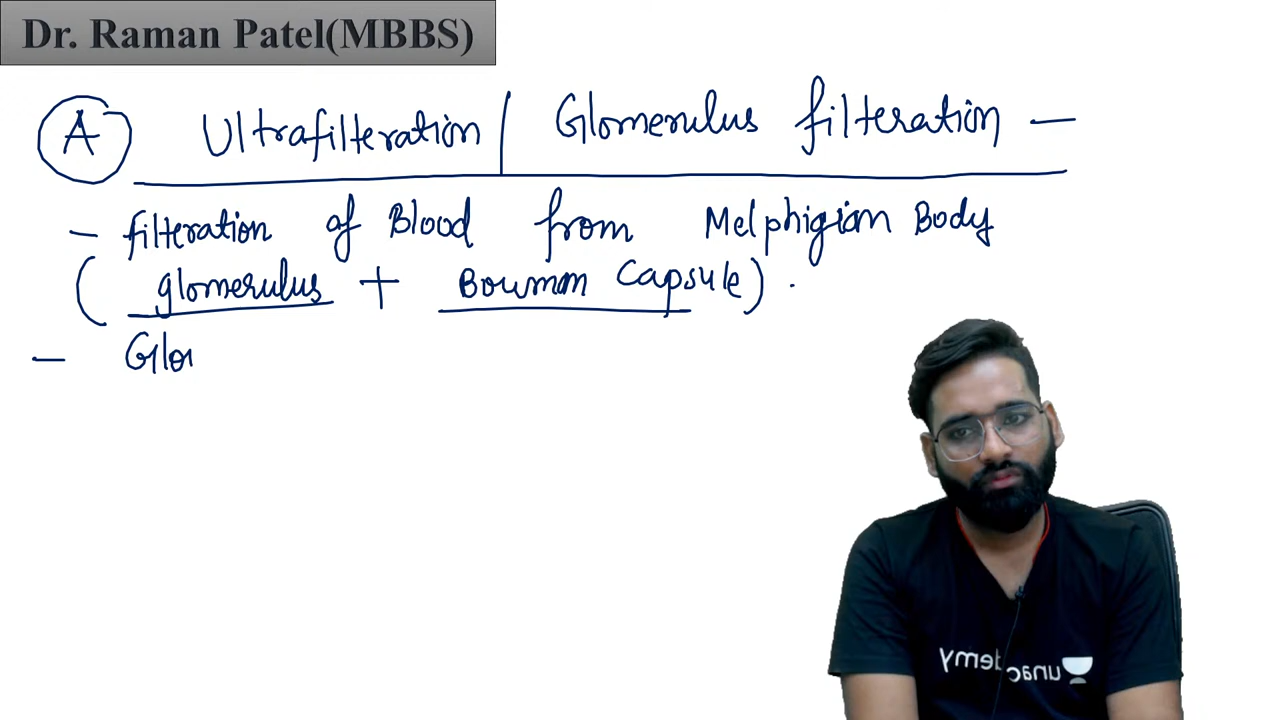 Dr. Raman Patel(MBBS)
A Ultrafilteration | Glomerulus filteration —
— filteration of Blood from Melphigian Body
( glomerulus + Bowman Capsule ) .
— Glo
unacademy